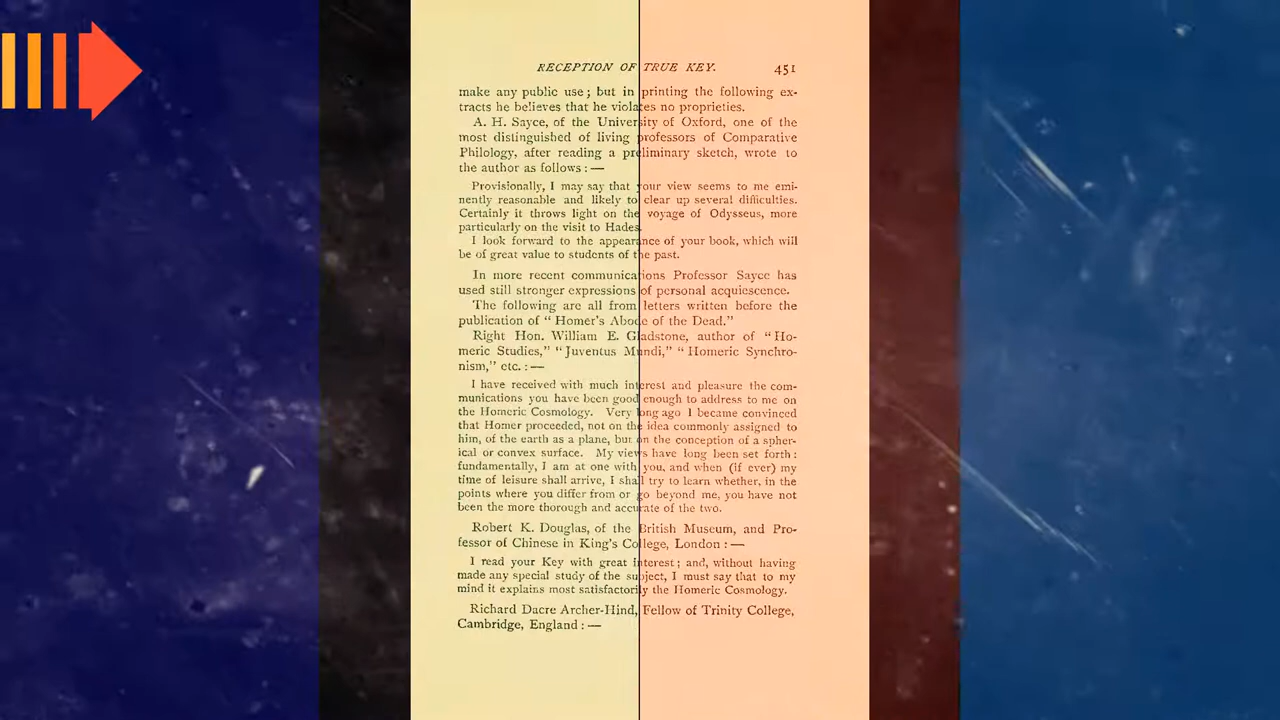 RECEPTION OF TRUE KEY. 451
make any public use; but in printing the following ex-
tracts he believes that he violates no proprieties.
A. H. Sayce, of the University of Oxford, one of the
most distinguished of living professors of Comparative
Philology, after reading a preliminary sketch, wrote to
the author as follows:—
Provisionally, I may say that your view seems to me emi-
nently reasonable and likely to clear up several difficulties.
Certainly it throws light on the voyage of Odysseus, more
particularly on the visit to Hades.
I look forward to the appearance of your book, which will
be of great value to students of the past.
In more recent communications Professor Sayce has
used still stronger expressions of personal acquiescence.
The following are all from letters written before the
publication of "Homer's Abode of the Dead."
Right Hon. William E. Gladstone, author of "Ho-
meric Studies," "Juventus Mundi," "Homeric Synchro-
nism," etc.:—
I have received with much interest and pleasure the com-
munications you have been good enough to address to me on
the Homeric Cosmology. Very long ago I became convinced
that Homer proceeded, not on the idea commonly assigned to
him, of the earth as a plane, but on the conception of a spher-
ical or convex surface. My views have long been set forth:
fundamentally, I am at one with you, and when (if ever) my
time of leisure shall arrive, I shall try to learn whether, in the
points where you differ from or go beyond me, you have not
been the more thorough and accurate of the two.
Robert K. Douglas, of the British Museum, and Pro-
fessor of Chinese in King's College, London:—
I read your Key with great interest; and, without having
made any special study of the subject, I must say that to my
mind it explains most satisfactorily the Homeric Cosmology.
Richard Dacre Archer-Hind, Fellow of Trinity College,
Cambridge, England:—